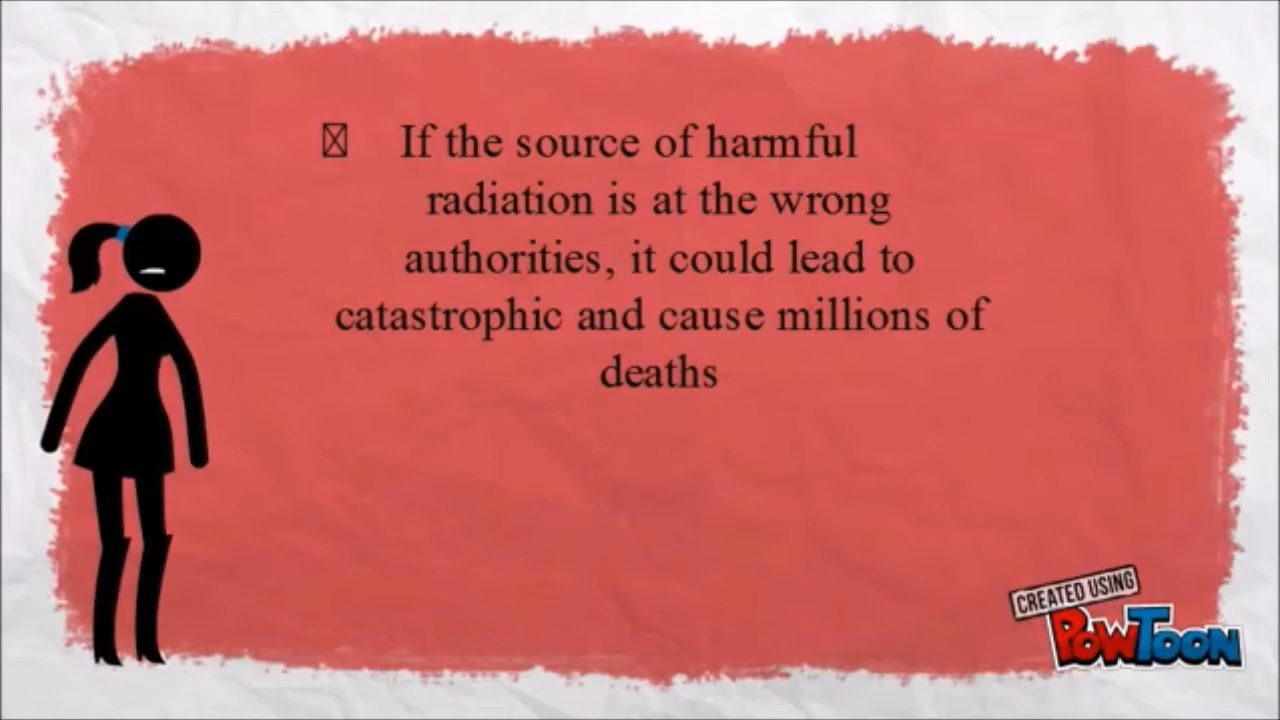 If the source of harmful
radiation is at the wrong
authorities, it could lead to
catastrophic and cause millions of
deaths
CREATED USING
POWTOON